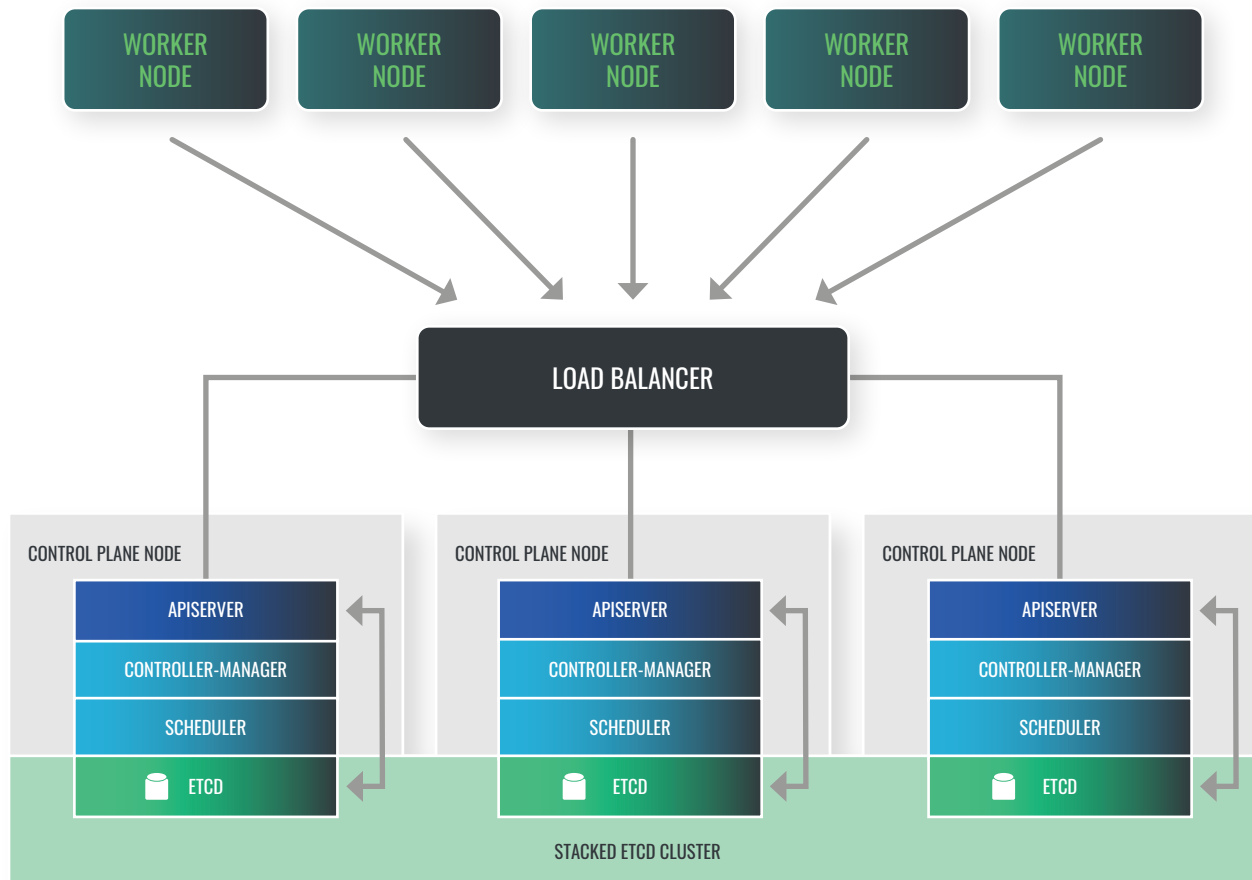 WORKER
NODE
WORKER
NODE
WORKER
NODE
WORKER
NODE
WORKER
NODE
LOAD BALANCER
CONTROL PLANE NODE
APISERVER
CONTROLLER-MANAGER
SCHEDULER
ETCD
CONTROL PLANE NODE
APISERVER
CONTROLLER-MANAGER
SCHEDULER
ETCD
CONTROL PLANE NODE
APISERVER
CONTROLLER-MANAGER
SCHEDULER
ETCD
STACKED ETCD CLUSTER